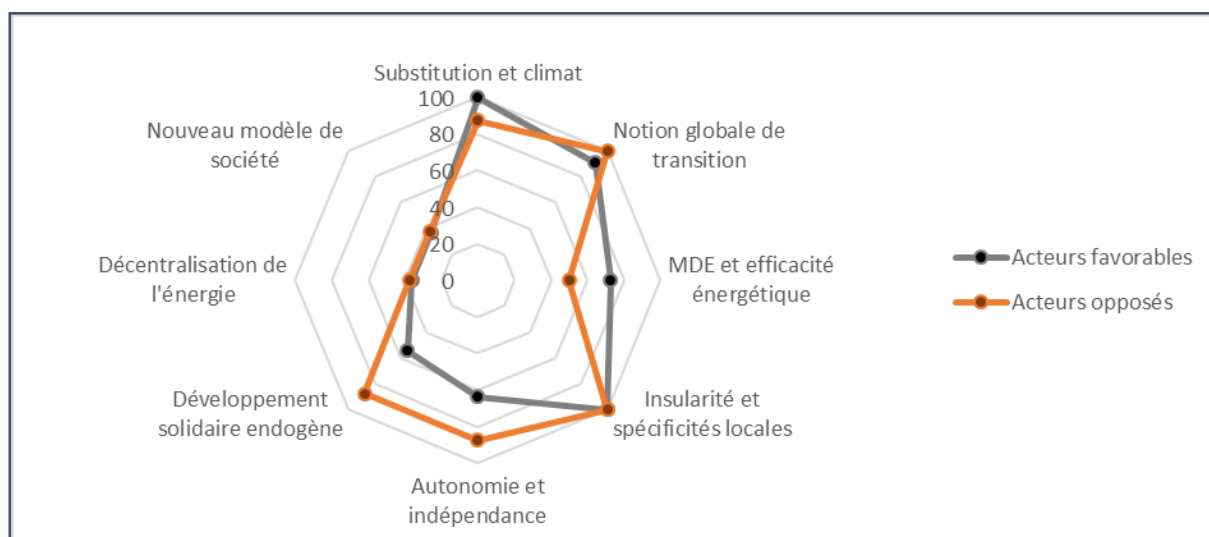 Substitution et climat
100
80
60
40
20
0
Notion globale de
transition
MDE et efficacité
énergétique
Insularité et
spécificités locales
Autonomie et
indépendance
Développement
solidaire endogène
Décentralisation de
l'énergie
Nouveau modèle de
société
Acteurs favorables
Acteurs opposés